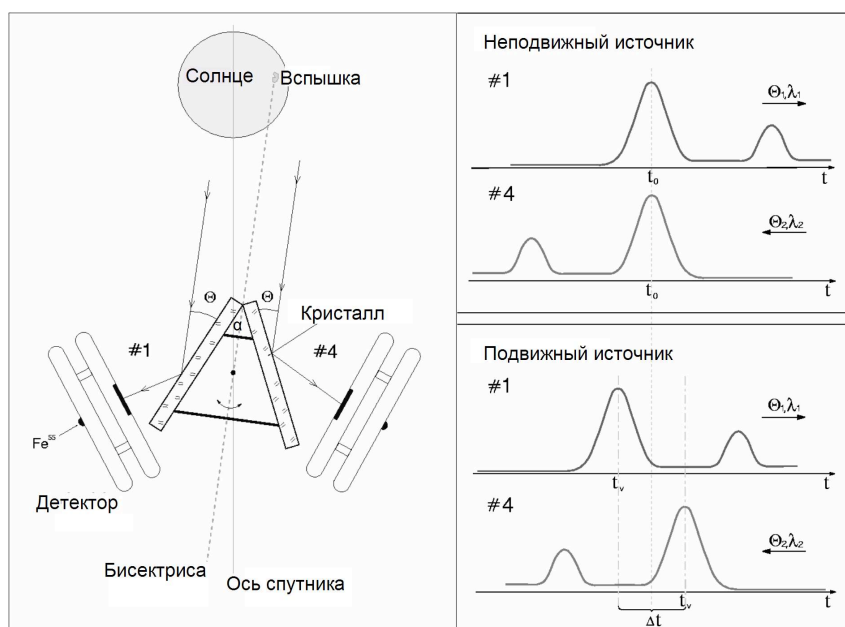 Солнце
Вспышка
Θ
Θ
α
#1
#4
Кристалл
Fe⁵⁵
Детектор
Бисектриса
Ось спутника
Неподвижный источник
#1
Θ₁,λ₁
t₀
t
#4
Θ₂,λ₂
t₀
t
Подвижный источник
#1
Θ₁,λ₁
tᵥ
t
#4
Θ₂,λ₂
tᵥ
t
Δt